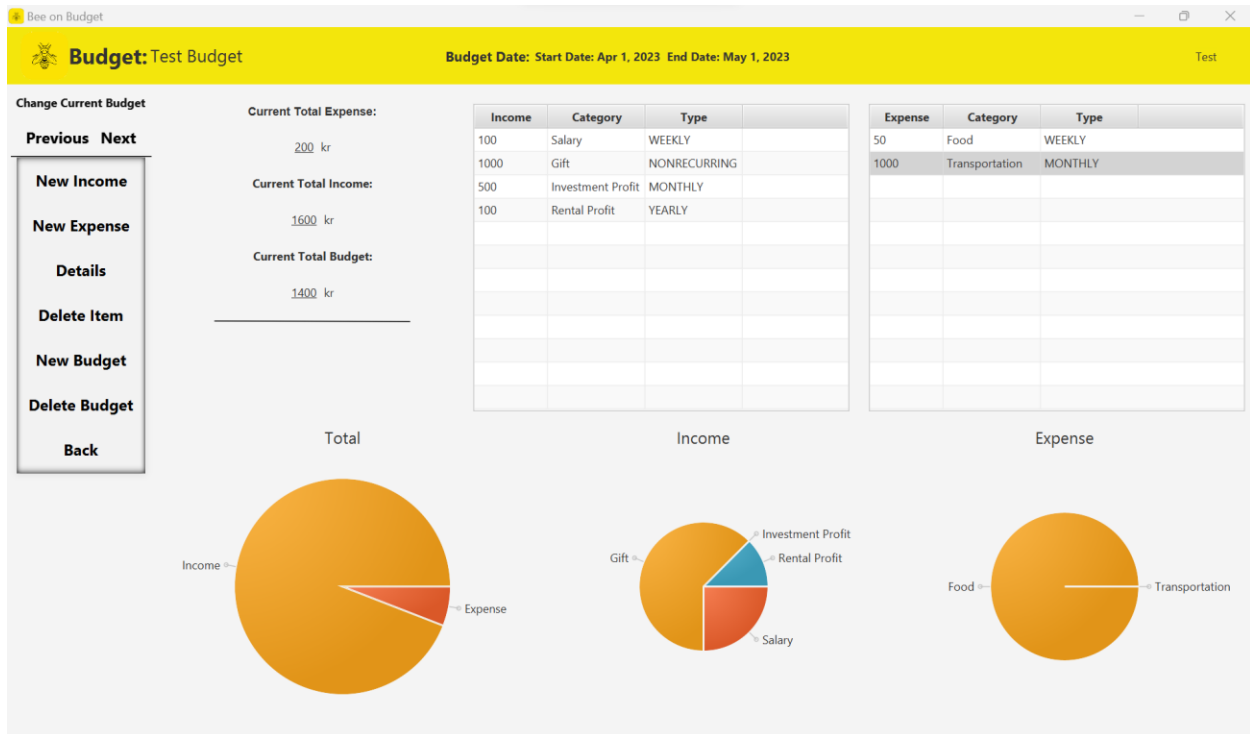 Bee on Budget
Budget: Test Budget
Budget Date: Start Date: Apr 1, 2023 End Date: May 1, 2023
Test
Change Current Budget
Previous Next
New Income
New Expense
Details
Delete Item
New Budget
Delete Budget
Back
Current Total Expense:
200 kr
Current Total Income:
1600 kr
Current Total Budget:
1400 kr
Income Category Type
100 Salary WEEKLY
1000 Gift NONRECURRING
500 Investment Profit MONTHLY
100 Rental Profit YEARLY
Expense Category Type
50 Food WEEKLY
1000 Transportation MONTHLY
Total
Income
Expense
Income
Expense
Gift
Investment Profit
Rental Profit
Salary
Food
Transportation